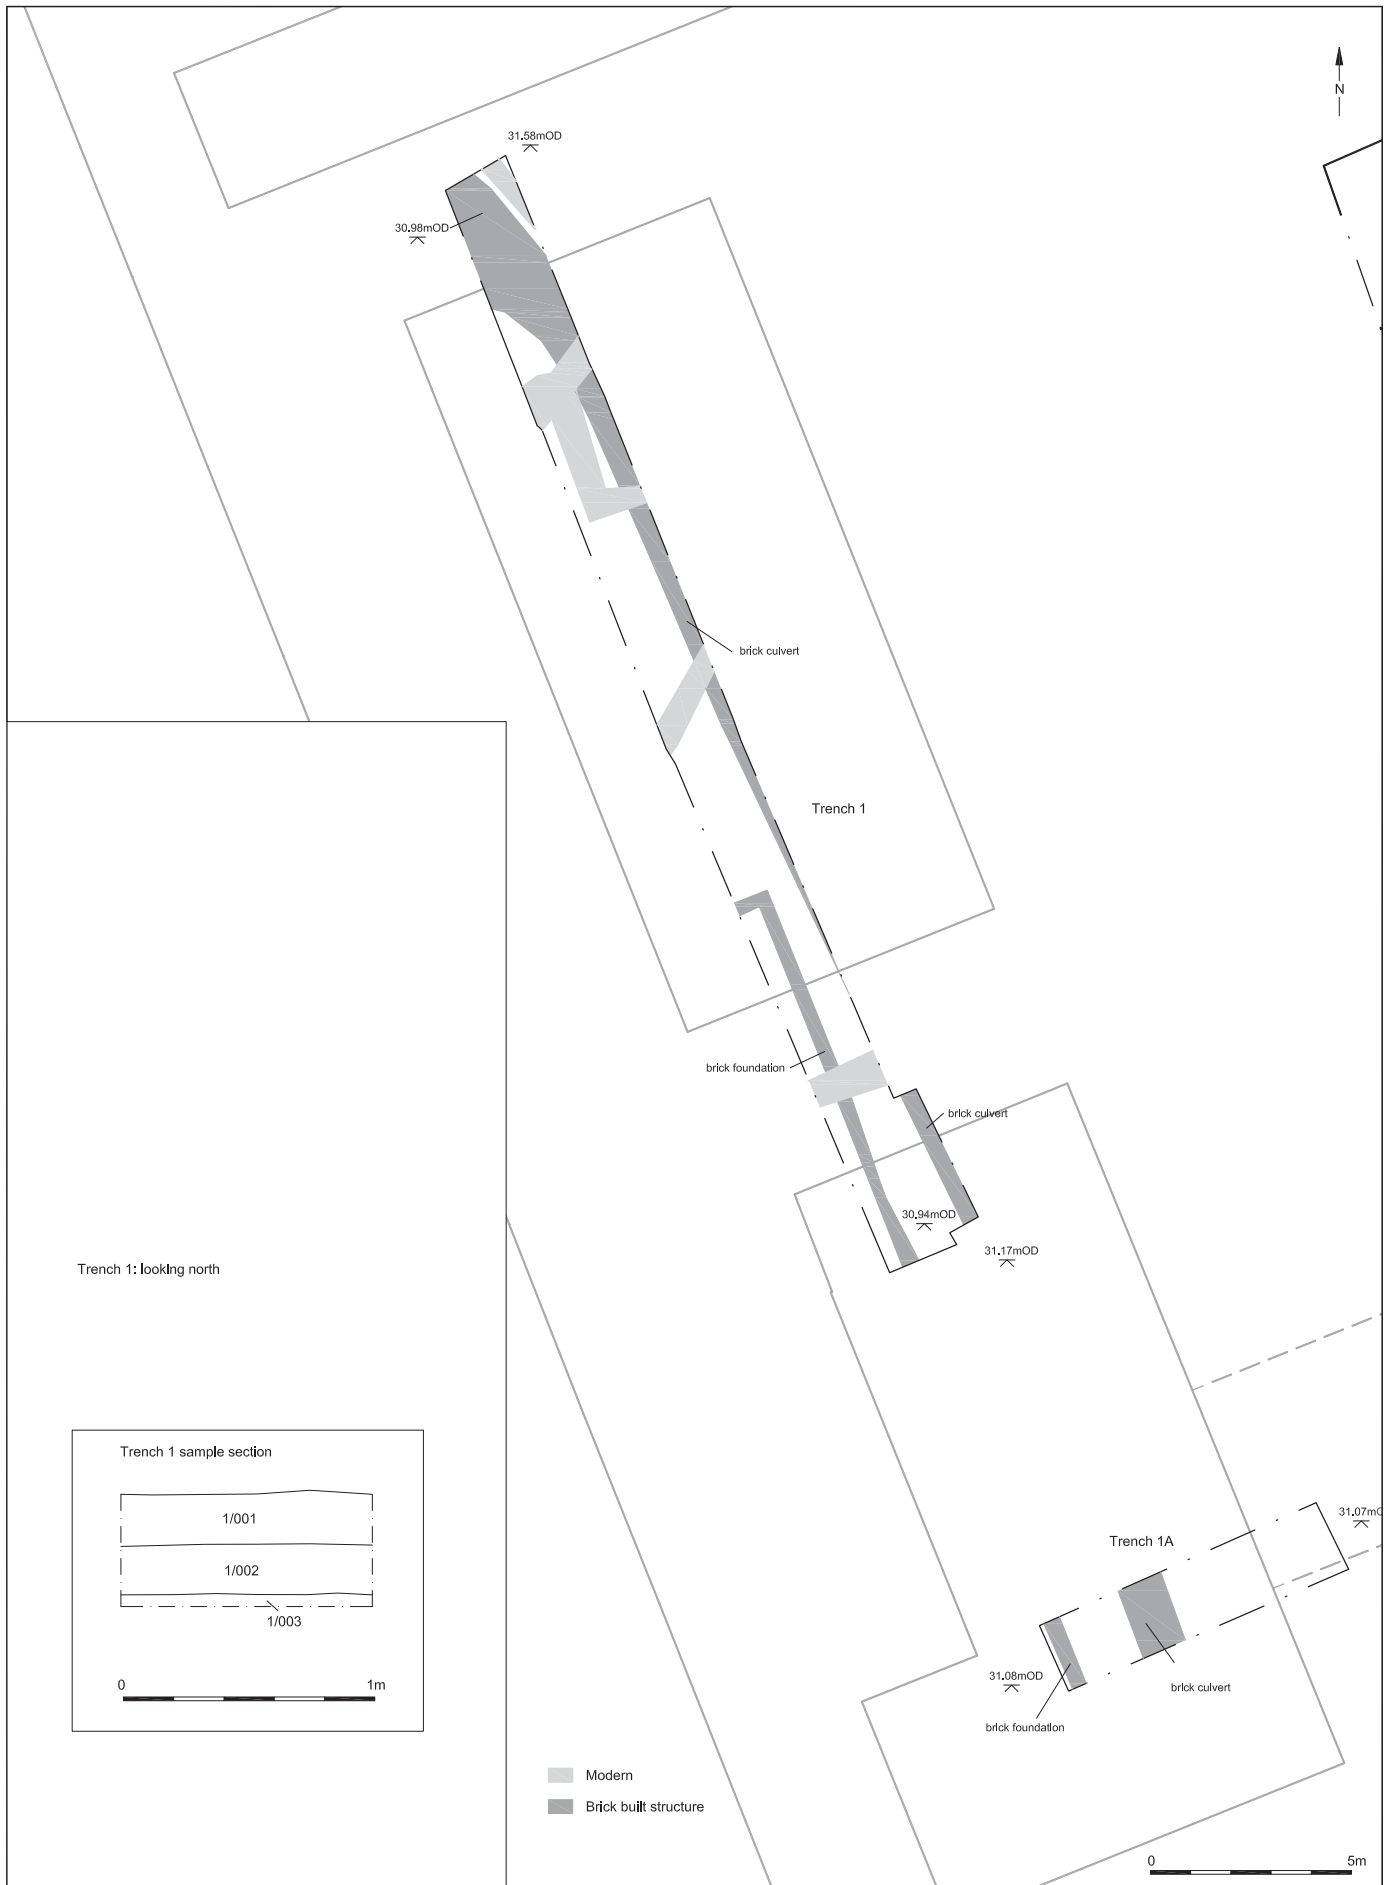 31.58mOD
N
30.98mOD
brick culvert
Trench 1
brick foundation
brick culvert
30.94mOD
31.17mOD
Trench 1: looking north
Trench 1 sample section
1/001
1/002
1/003
0 1m
31.07mO
Trench 1A
31.08mOD
brick culvert
brick foundation
Modern
Brick built structure
0 5m